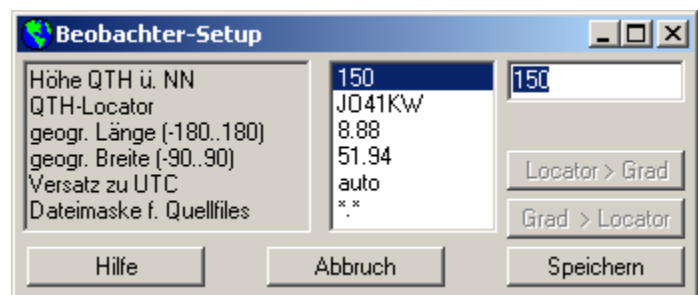 Beobachter-Setup
Höhe QTH ü. NN
QTH-Locator
geogr. Länge (-180..180)
geogr. Breite (-90..90)
Versatz zu UTC
Dateimaske f. Quellfiles
150
JO41KW
8.88
51.94
auto
*.*
150
Locator > Grad
Grad > Locator
Hilfe
Abbruch
Speichern